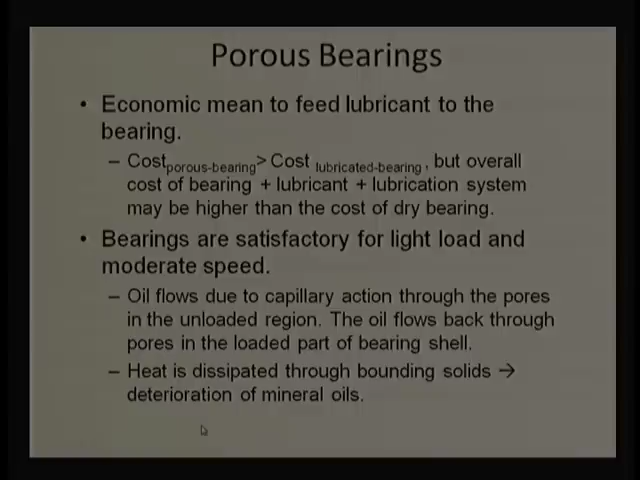 Porous Bearings
• Economic mean to feed lubricant to the
bearing.
– Cost porous-bearing > Cost lubricated-bearing, but overall
cost of bearing + lubricant + lubrication system
may be higher than the cost of dry bearing.
• Bearings are satisfactory for light load and
moderate speed.
– Oil flows due to capillary action through the pores
in the unloaded region. The oil flows back through
pores in the loaded part of bearing shell.
– Heat is dissipated through bounding solids →
deterioration of mineral oils.